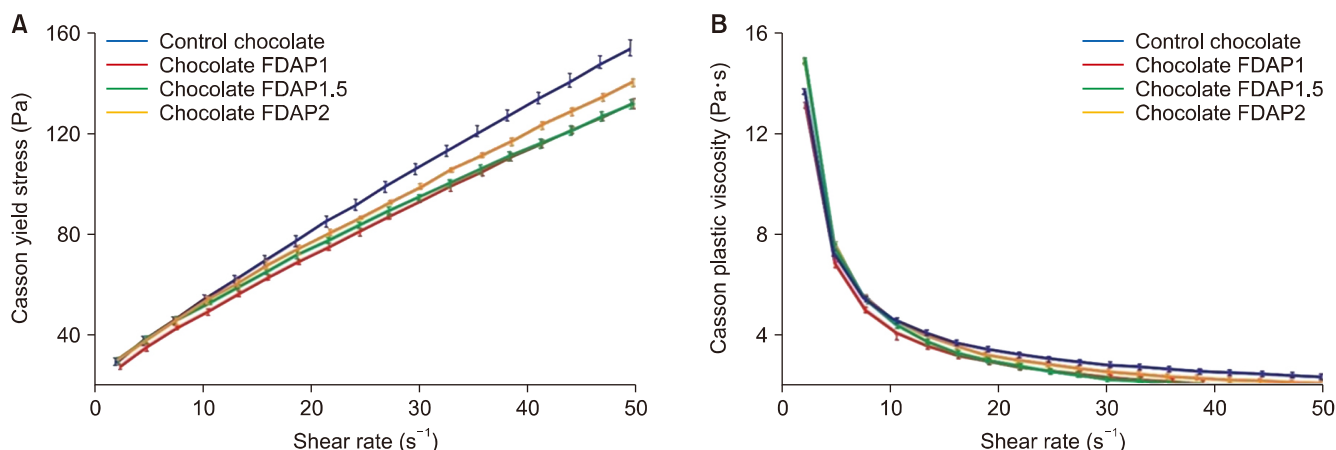 A
Casson yield stress (Pa)
160
120
80
40
Control chocolate
Chocolate FDAP1
Chocolate FDAP1.5
Chocolate FDAP2
0 10 20 30 40 50
Shear rate (s⁻¹)
B
Casson plastic viscosity (Pa·s)
16
12
8
4
Control chocolate
Chocolate FDAP1
Chocolate FDAP1.5
Chocolate FDAP2
0 10 20 30 40 50
Shear rate (s⁻¹)